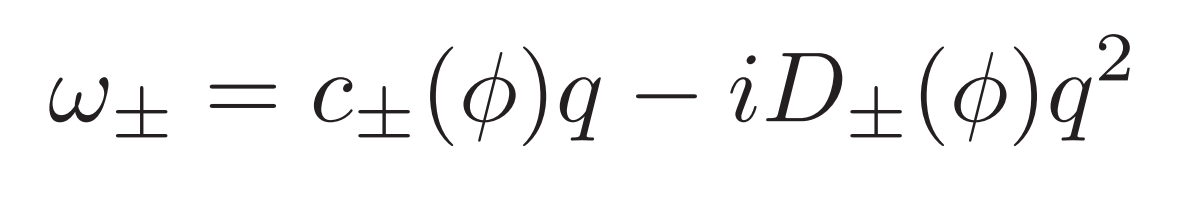 ω± = c±(ϕ)q − iD±(ϕ)q²